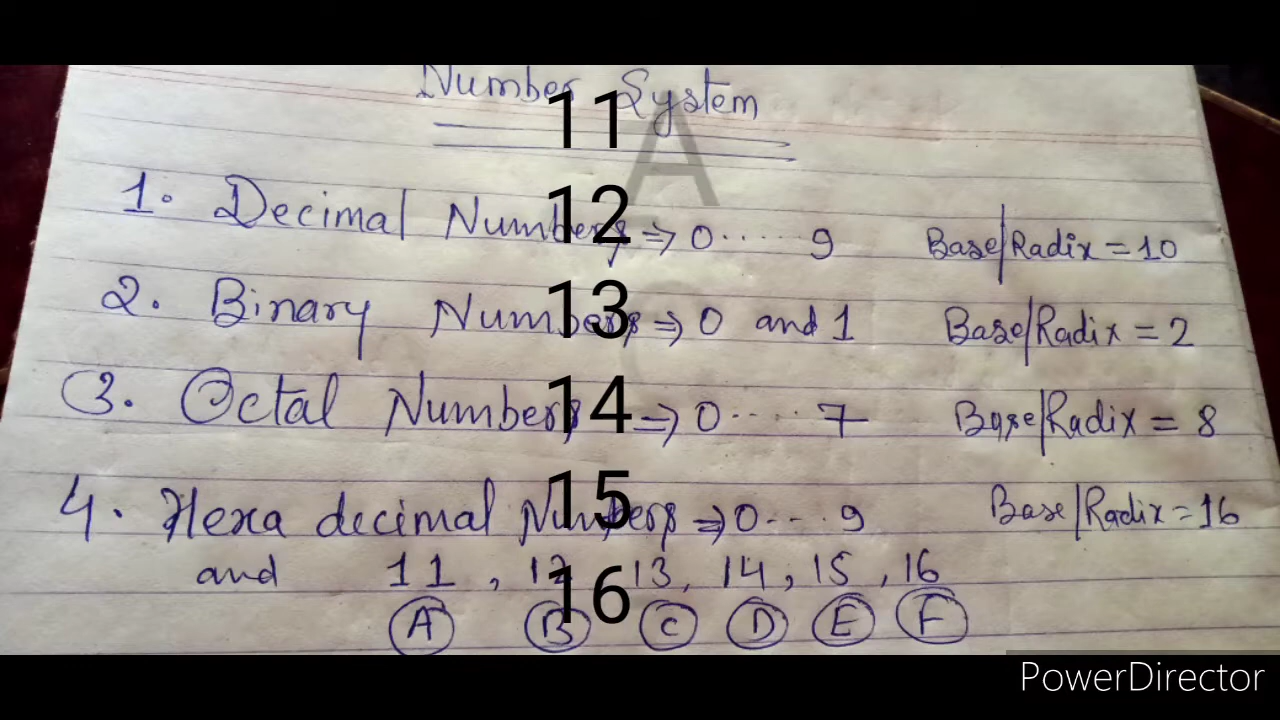 Number System
11
A
1. Decimal Numbers ⇒ 0 ..... 9 Base/Radix = 10
12
2. Binary Numbers ⇒ 0 and 1 Base/Radix = 2
13
C
3. Octal Numbers ⇒ 0 ..... 7 Base/Radix = 8
14
4. Hexa decimal Numbers ⇒ 0 ... 9 Base/Radix = 16
15
and 11, 12 13, 14, 15, 16
16
A B C D E F
PowerDirector